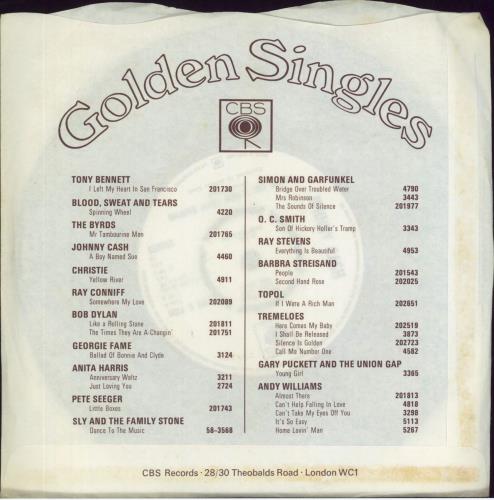 Golden Singles
CBS
TONY BENNETT
I Left My Heart In San Francisco 201730
BLOOD, SWEAT AND TEARS
Spinning Wheel 4220
THE BYRDS
Mr Tambourine Man 201765
JOHNNY CASH
A Boy Named Sue 4460
CHRISTIE
Yellow River 4911
RAY CONNIFF
Somewhere My Love 202089
BOB DYLAN
Like a Rolling Stone 201811
The Times They are A-Changin' 201751
GEORGIE FAME
Ballad Of Bonnie And Clyde 3124
ANITA HARRIS
Anniversary Waltz 3211
Just Loving You 2724
PETE SEEGER
Little Boxes 201743
SLY AND THE FAMILY STONE
Dance To The Music 58-3568
SIMON AND GARFUNKEL
Bridge Over Troubled Water 4790
Mrs Robinson 3443
The Sounds Of Silence 201977
O. C. SMITH
Son Of Hickory Holler's Tramp 3343
RAY STEVENS
Everything Is Beautiful 4953
BARBRA STREISAND
People 201543
Second Hand Rose 202025
TOPOL
If I Were A Rich Man 202651
TREMELOES
Here Comes My Baby 202519
I Shall Be Released 3873
Silence Is Golden 202723
Call Me Number One 4582
GARY PUCKETT AND THE UNION GAP
Young Girl 3365
ANDY WILLIAMS
Almost There 201813
Can't Help Falling In Love 4818
Can't Take My Eyes Off You 3298
It's So Easy 5113
Home Lovin' Man 5267
CBS Records · 28/30 Theobalds Road · London WC1